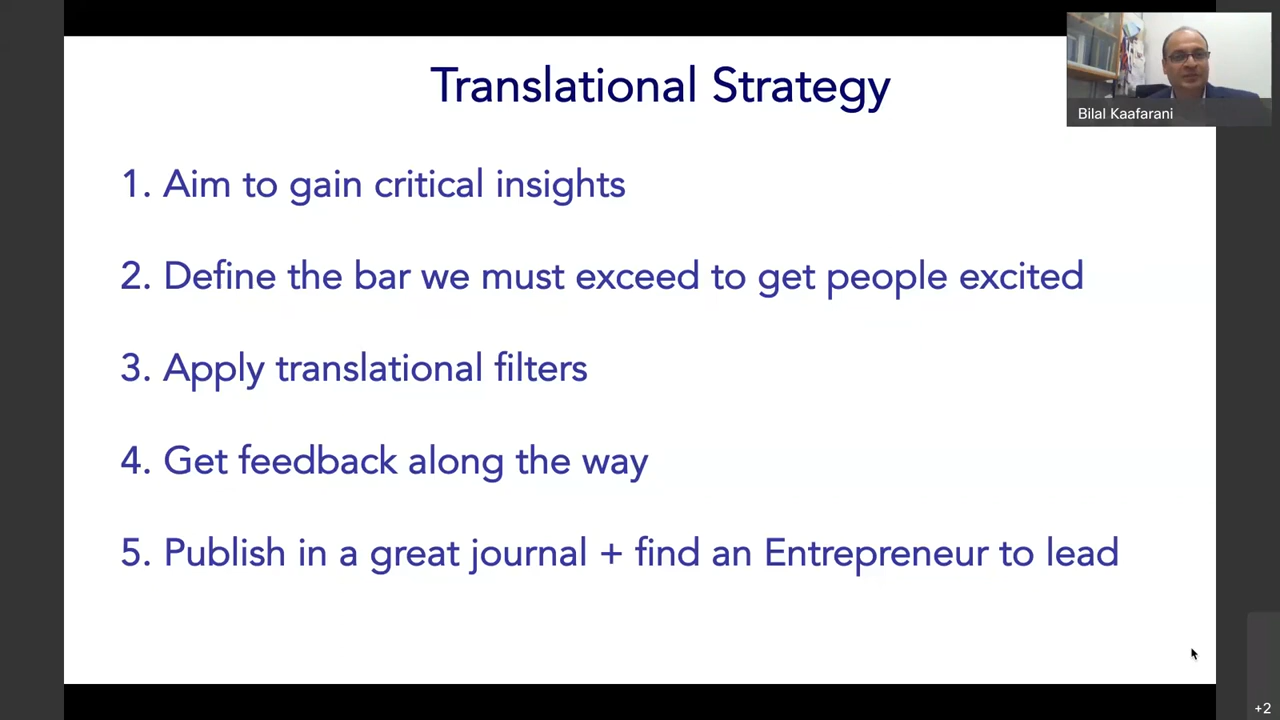 Translational Strategy
Bilal Kaafarani
1. Aim to gain critical insights
2. Define the bar we must exceed to get people excited
3. Apply translational filters
4. Get feedback along the way
5. Publish in a great journal + find an Entrepreneur to lead
+2